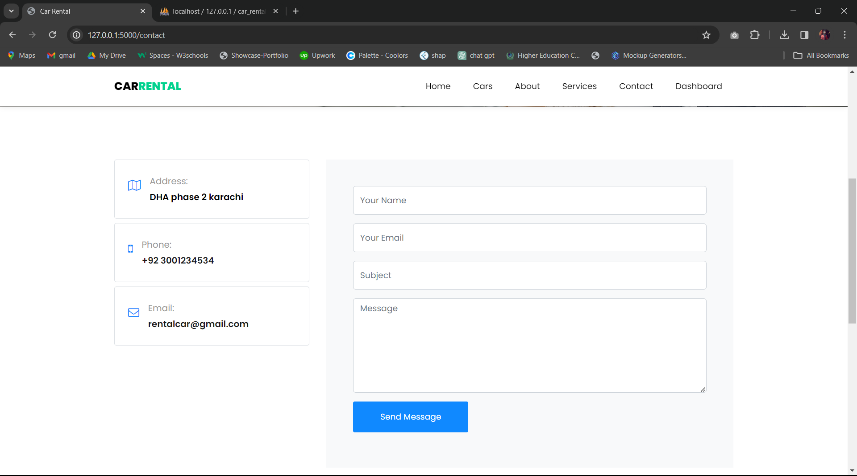 Car Rental
localhost / 127.0.0.1 / car_renta
127.0.0.1:5000/contact
Maps
gmail
My Drive
Spaces - W3schools
Showcase-Portfolio
Upwork
Palette - Coolors
shap
chat gpt
Higher Education C...
Mockup Generators...
All Bookmarks
CARRENTAL
Home
Cars
About
Services
Contact
Dashboard
Address:
DHA phase 2 karachi
Phone:
+92 3001234534
Email:
rentalcar@gmail.com
Your Name
Your Email
Subject
Message
Send Message